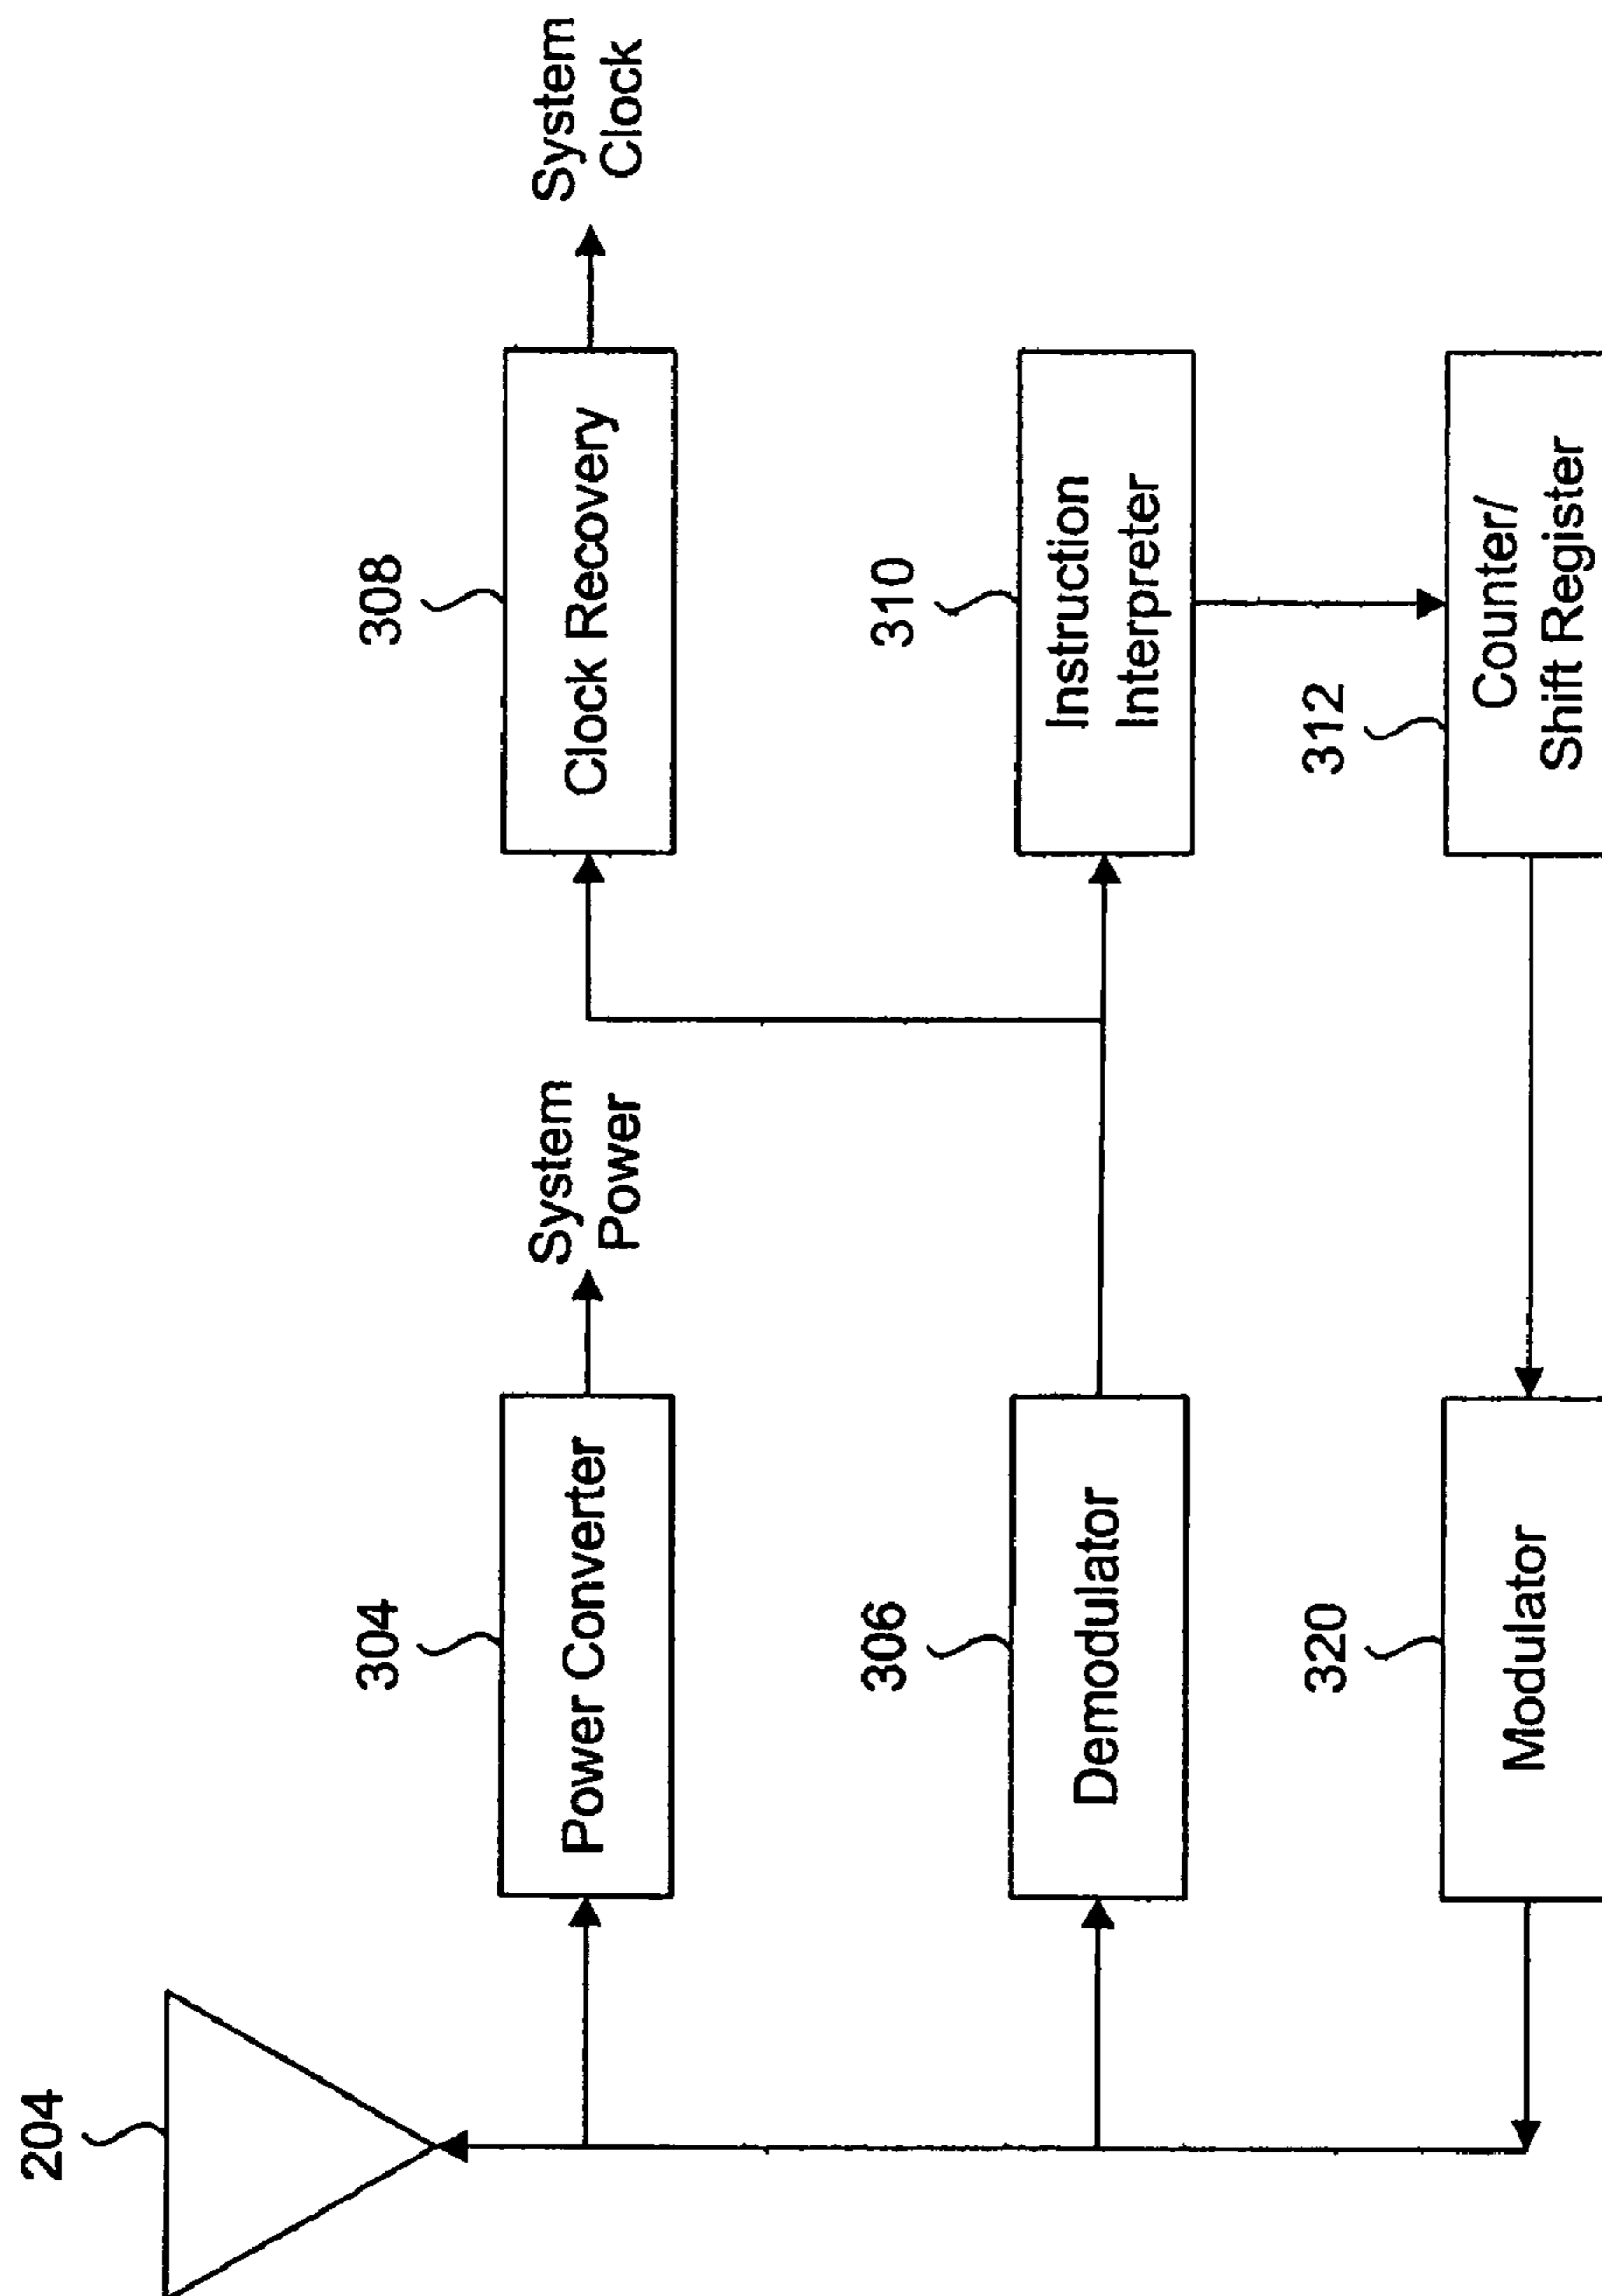 204
304
Power Converter
System
Power
308
Clock Recovery
System
Clock
306
Demodulator
310
Instruction
Interpreter
320
Modulator
312
Counter/
Shift Register